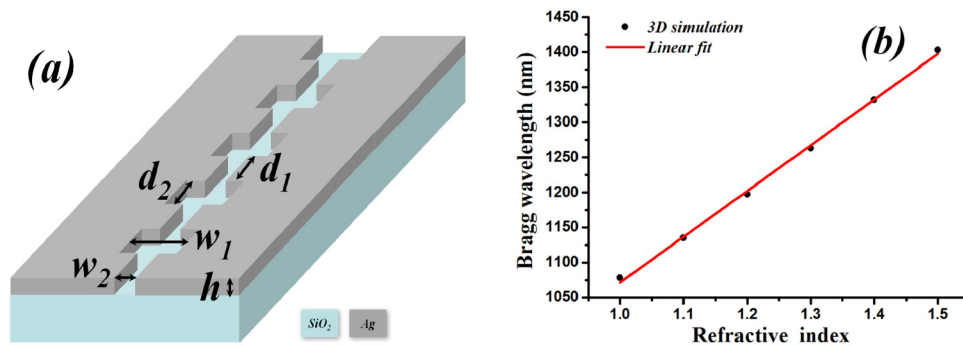 (a)
d₂
d₁
w₁
w₂
h
SiO₂
Ag
(b)
3D simulation
Linear fit
Bragg wavelength (nm)
1450
1400
1350
1300
1250
1200
1150
1100
1050
1.0 1.1 1.2 1.3 1.4 1.5
Refractive index